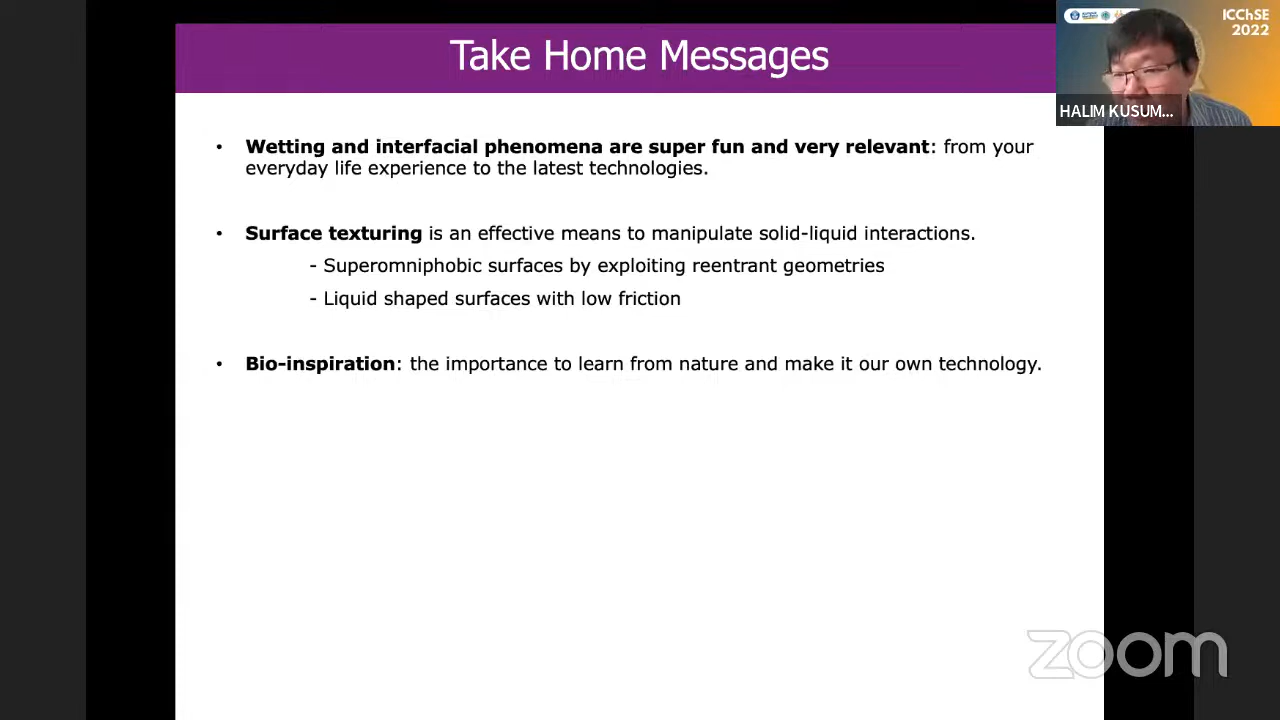 Take Home Messages
ICChSE
2022
HALIM KUSUM...
• Wetting and interfacial phenomena are super fun and very relevant: from your
everyday life experience to the latest technologies.
• Surface texturing is an effective means to manipulate solid-liquid interactions.
- Superomniphobic surfaces by exploiting reentrant geometries
- Liquid shaped surfaces with low friction
• Bio-inspiration: the importance to learn from nature and make it our own technology.
zoom